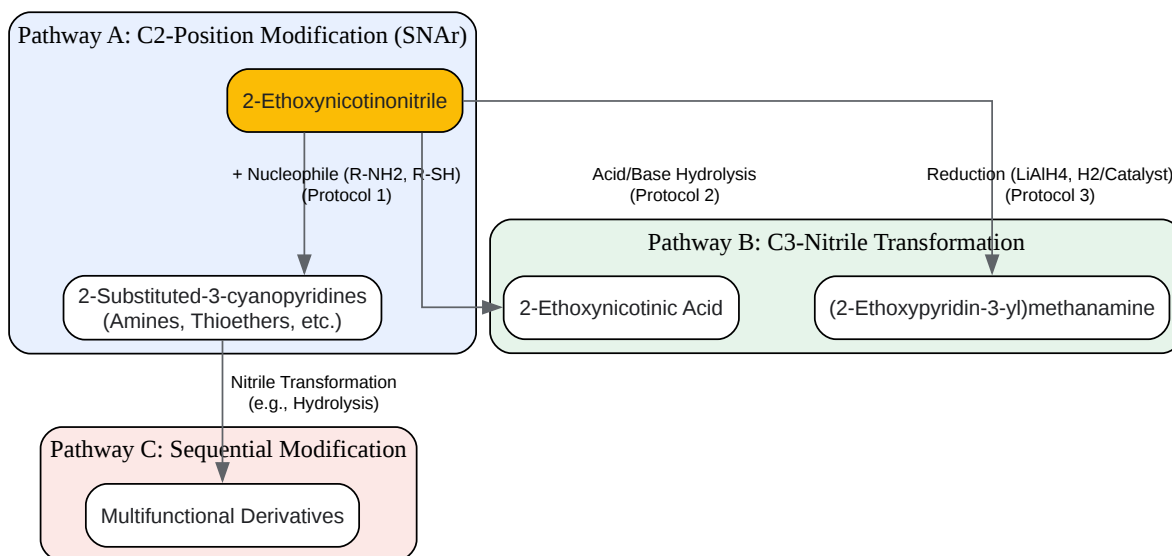 Pathway A: C2-Position Modification (SNAr)
2-Ethoxynicotinonitrile
+ Nucleophile (R-NH2, R-SH)
(Protocol 1)
Acid/Base Hydrolysis
(Protocol 2)
Reduction (LiAlH4, H2/Catalyst)
(Protocol 3)
Pathway B: C3-Nitrile Transformation
2-Substituted-3-cyanopyridines
(Amines, Thioethers, etc.)
2-Ethoxynicotinic Acid
(2-Ethoxypyridin-3-yl)methanamine
Nitrile Transformation
(e.g., Hydrolysis)
Pathway C: Sequential Modification
Multifunctional Derivatives